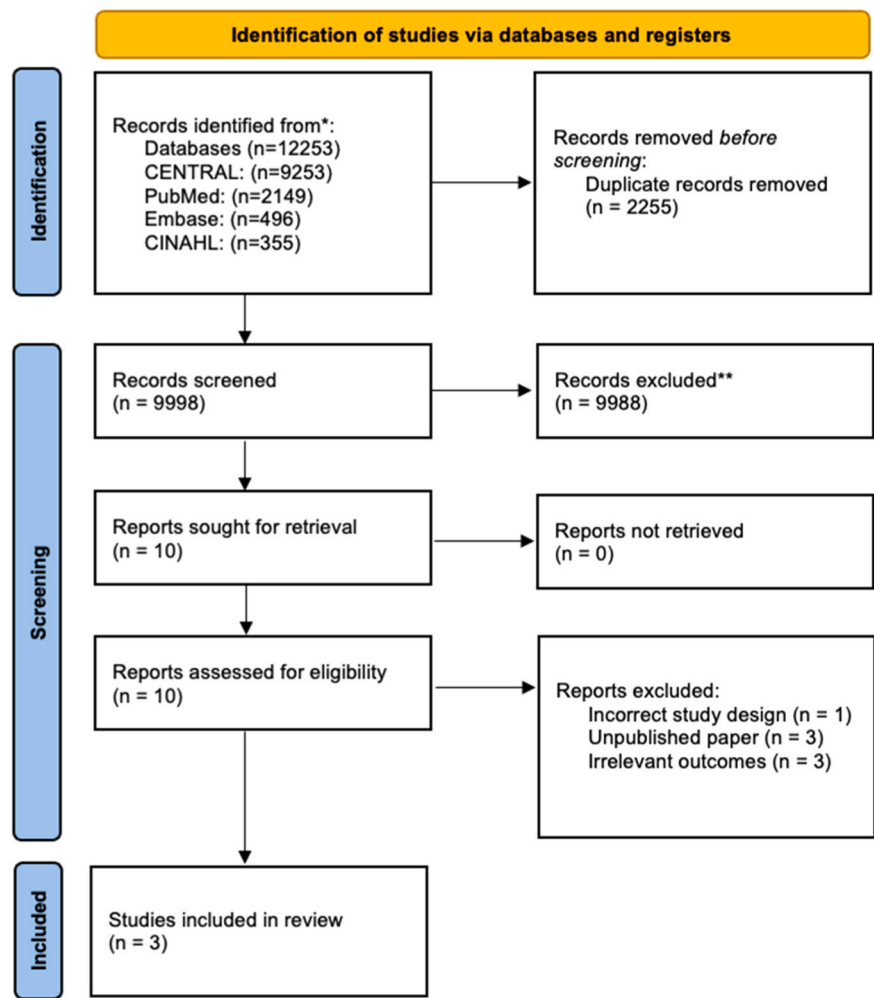 Identification of studies via databases and registers
Identification
Records identified from*:
Databases (n=12253)
CENTRAL: (n=9253)
PubMed: (n=2149)
Embase: (n=496)
CINAHL: (n=355)
Records removed before
screening:
Duplicate records removed
(n = 2255)
Screening
Records screened
(n = 9998)
Records excluded**
(n = 9988)
Reports sought for retrieval
(n = 10)
Reports not retrieved
(n = 0)
Reports assessed for eligibility
(n = 10)
Reports excluded:
Incorrect study design (n = 1)
Unpublished paper (n = 3)
Irrelevant outcomes (n = 3)
Included
Studies included in review
(n = 3)